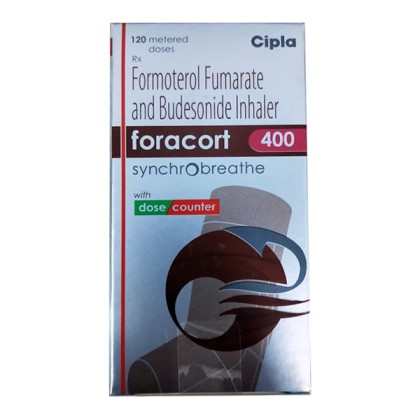 120 metered
doses
Cipla
Rx
Formoterol Fumarate
and Budesonide Inhaler
foracort 400
synchrobreathe
with
dose counter